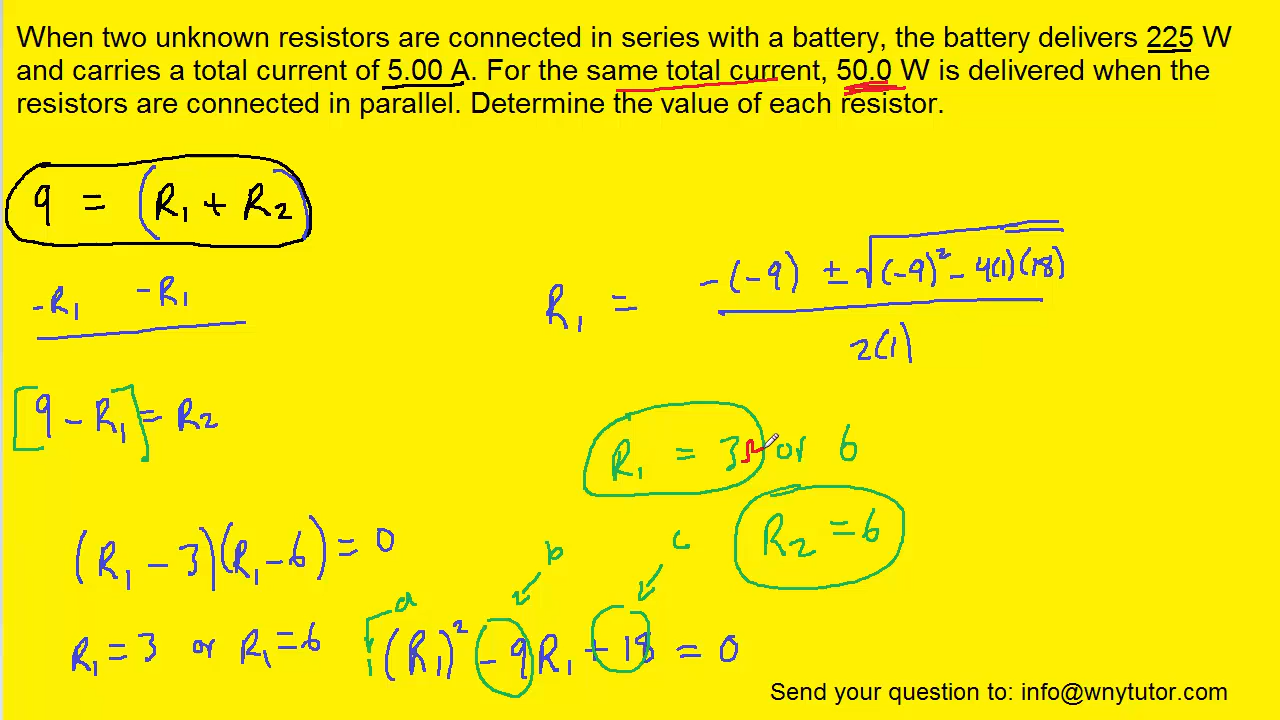 When two unknown resistors are connected in series with a battery, the battery delivers 225 W
and carries a total current of 5.00 A. For the same total current, 50.0 W is delivered when the
resistors are connected in parallel. Determine the value of each resistor.
9 = (R₁ + R₂)
-R₁ -R₁
[9 - R₁] = R₂
R₁ = -(-9) ± √(-9)² - 4(1)(18)
2(1)
R₁ = 3Ω or 6
R₂ = 6
(R₁ - 3)(R₁ - 6) = 0
R₁ = 3 or R₁ = 6
a b c
1(R₁)² - 9R₁ + 18 = 0
Send your question to: info@wnytutor.com